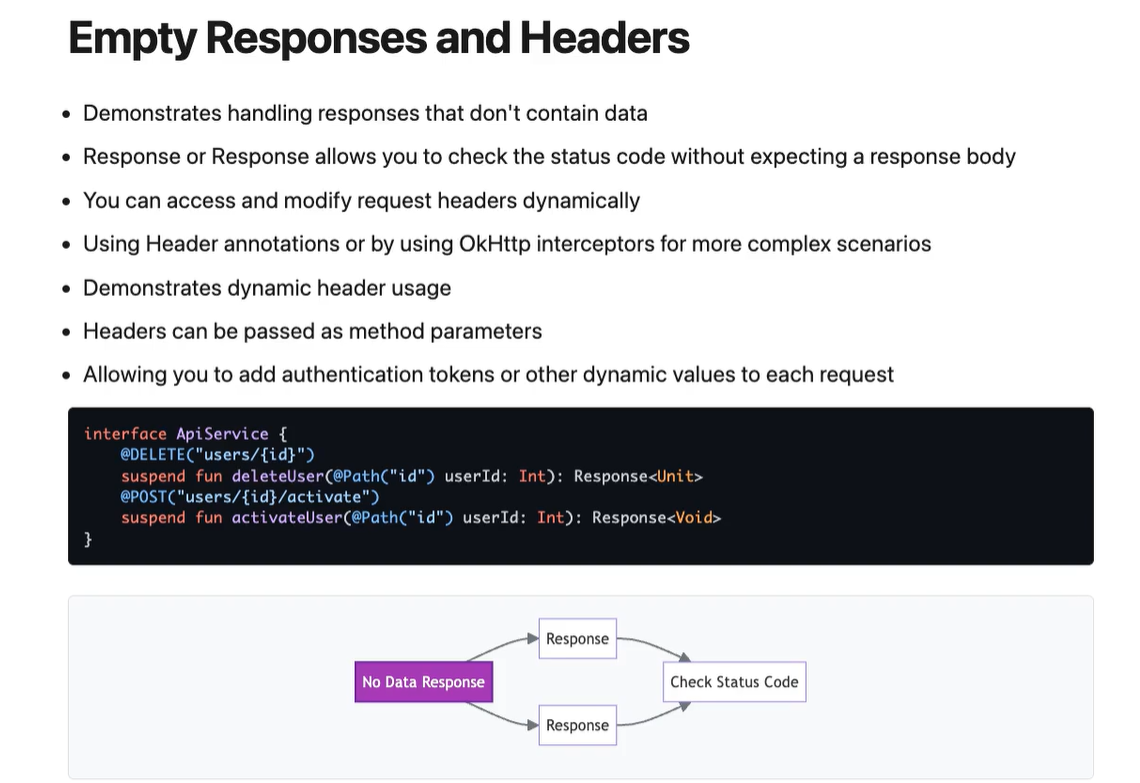 Empty Responses and Headers
• Demonstrates handling responses that don't contain data
• Response or Response allows you to check the status code without expecting a response body
• You can access and modify request headers dynamically
• Using Header annotations or by using OkHttp interceptors for more complex scenarios
• Demonstrates dynamic header usage
• Headers can be passed as method parameters
• Allowing you to add authentication tokens or other dynamic values to each request
interface ApiService {
    @DELETE("users/{id}")
    suspend fun deleteUser(@Path("id") userId: Int): Response<Unit>
    @POST("users/{id}/activate")
    suspend fun activateUser(@Path("id") userId: Int): Response<Void>
}
Response
No Data Response
Check Status Code
Response